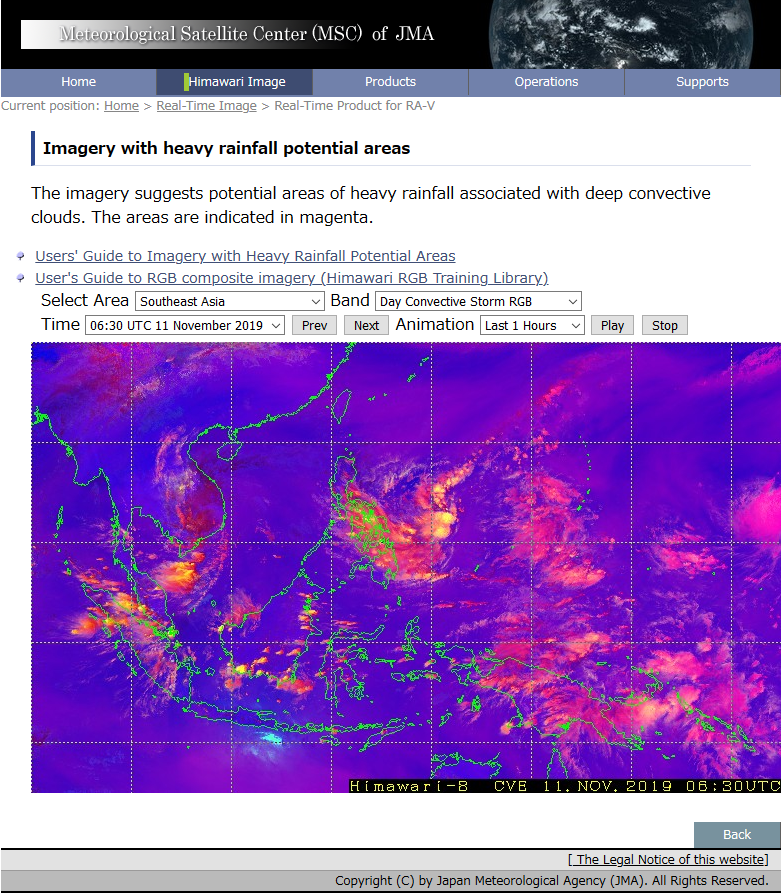 Meteorological Satellite Center (MSC) of JMA
Home Himawari Image Products Operations Supports
Current position: Home > Real-Time Image > Real-Time Product for RA-V
Imagery with heavy rainfall potential areas
The imagery suggests potential areas of heavy rainfall associated with deep convective
clouds. The areas are indicated in magenta.
Users' Guide to Imagery with Heavy Rainfall Potential Areas
User's Guide to RGB composite imagery (Himawari RGB Training Library)
Select Area Southeast Asia Band Day Convective Storm RGB
Time 06:30 UTC 11 November 2019 Prev Next Animation Last 1 Hours Play Stop
Himawari-8 CVE 11.NOV.2019 06:30UTC
Back
[ The Legal Notice of this website]
Copyright (C) by Japan Meteorological Agency (JMA). All Rights Reserved.